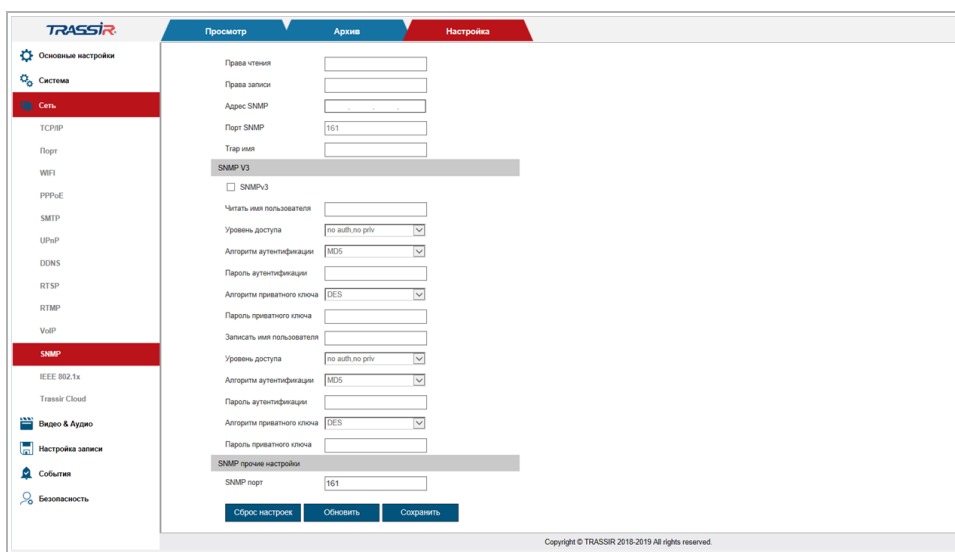 TRASSIR
Просмотр
Архив
Настройка
Основные настройки
Система
Сеть
TCP/IP
Порт
WIFI
PPPoE
SMTP
UPnP
DDNS
RTSP
RTMP
VoIP
SNMP
IEEE 802.1x
Trassir Cloud
Видео & Аудио
Настройка записи
События
Безопасность
Права чтения
Права записи
Адрес SNMP
. . .
Порт SNMP 161
Trap имя
SNMP V3
SNMPv3
Читать имя пользователя
Уровень доступа no auth,no priv
Алгоритм аутентификации MD5
Пароль аутентификации
Алгоритм приватного ключа DES
Пароль приватного ключа
Записать имя пользователя
Уровень доступа no auth,no priv
Алгоритм аутентификации MD5
Пароль аутентификации
Алгоритм приватного ключа DES
Пароль приватного ключа
SNMP прочие настройки
SNMP порт 161
Сброс настроек
Обновить
Сохранить
Copyright © TRASSIR 2018-2019 All rights reserved.